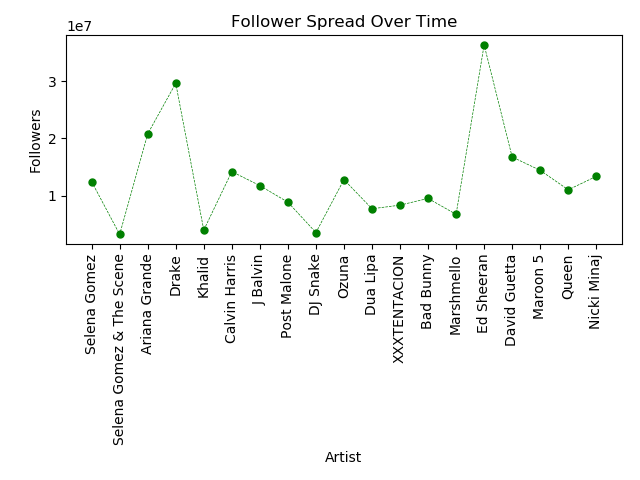 Follower Spread Over Time
1e7
3
2
1
Followers
Selena Gomez
Selena Gomez & The Scene
Ariana Grande
Drake
Khalid
Calvin Harris
J Balvin
Post Malone
DJ Snake
Ozuna
Dua Lipa
XXXTENTACION
Bad Bunny
Marshmello
Ed Sheeran
David Guetta
Maroon 5
Queen
Nicki Minaj
Artist